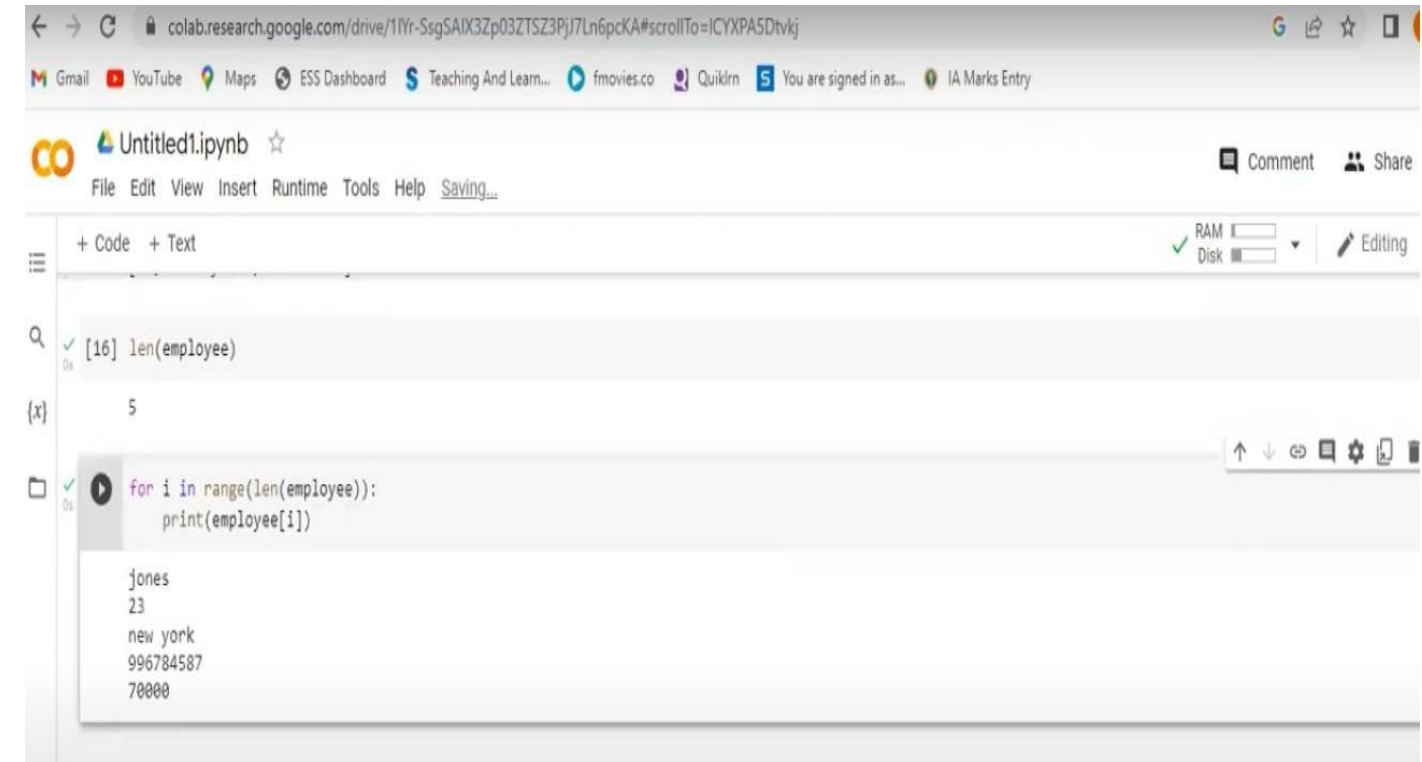 colab.research.google.com/drive/1IYr-SsgSAIX3Zp03ZTSZ3PjJ7Ln6pcKA#scrollTo=ICYXPA5Dtvkj
Gmail YouTube Maps ESS Dashboard Teaching And Learn... fmovies.co Quiklrn You are signed in as... IA Marks Entry
Untitled1.ipynb
Comment Share
File Edit View Insert Runtime Tools Help Saving...
+ Code + Text
RAM
Disk
Editing
[16] len(employee)
0s
{x}
5
for i in range(len(employee)):
0s
print(employee[i])
jones
23
new york
996784587
70000